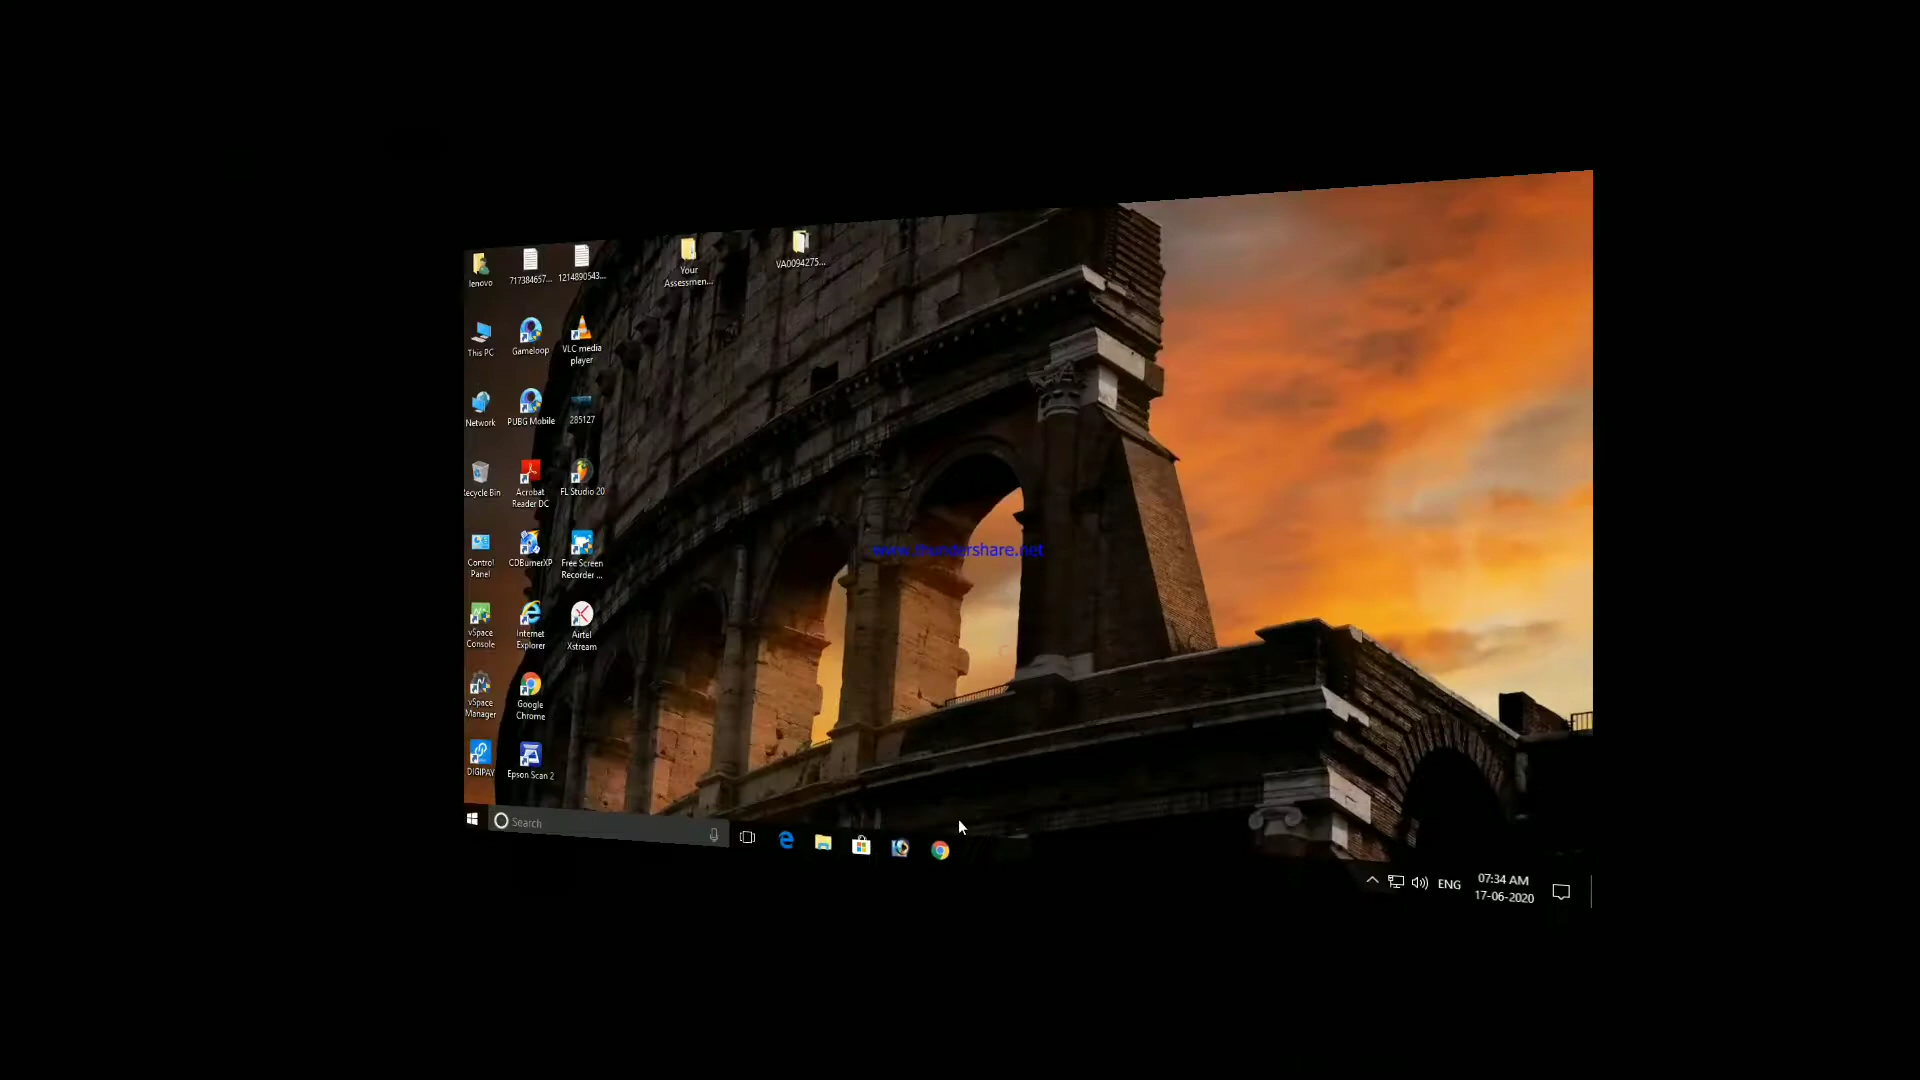 lenovo
717384657...
1214890543...
Your
Assessmen...
VA0094275...
This PC
Gameloop
VLC media
player
Network
PUBG Mobile
285127
Recycle Bin
Acrobat
Reader DC
FL Studio 20
Control
Panel
CDBurnerXP
Free Screen
Recorder ...
www.thundershare.net
vSpace
Console
Internet
Explorer
Airtel
Xstream
vSpace
Manager
Google
Chrome
DIGIPAY
Epson Scan 2
Search
ENG
07:34 AM
17-06-2020